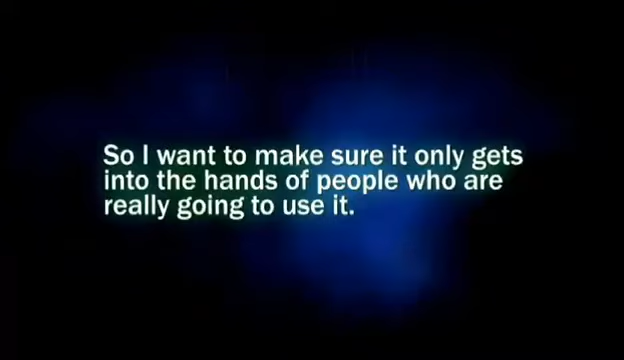 So I want to make sure it only gets
into the hands of people who are
really going to use it.